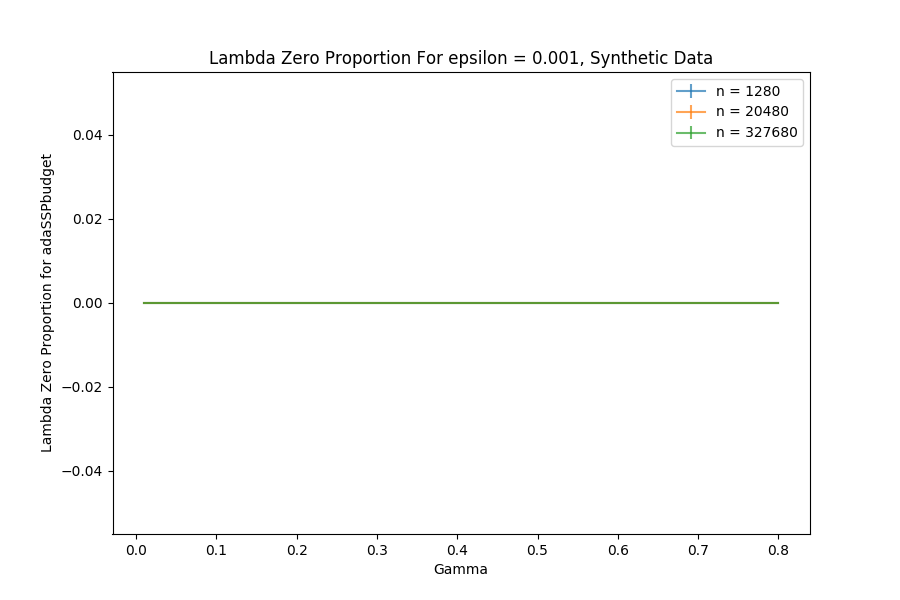 Lambda Zero Proportion For epsilon = 0.001, Synthetic Data
n = 1280
n = 20480
n = 327680
Lambda Zero Proportion for adaSSPbudget
0.04
0.02
0.00
−0.02
−0.04
0.0 0.1 0.2 0.3 0.4 0.5 0.6 0.7 0.8
Gamma